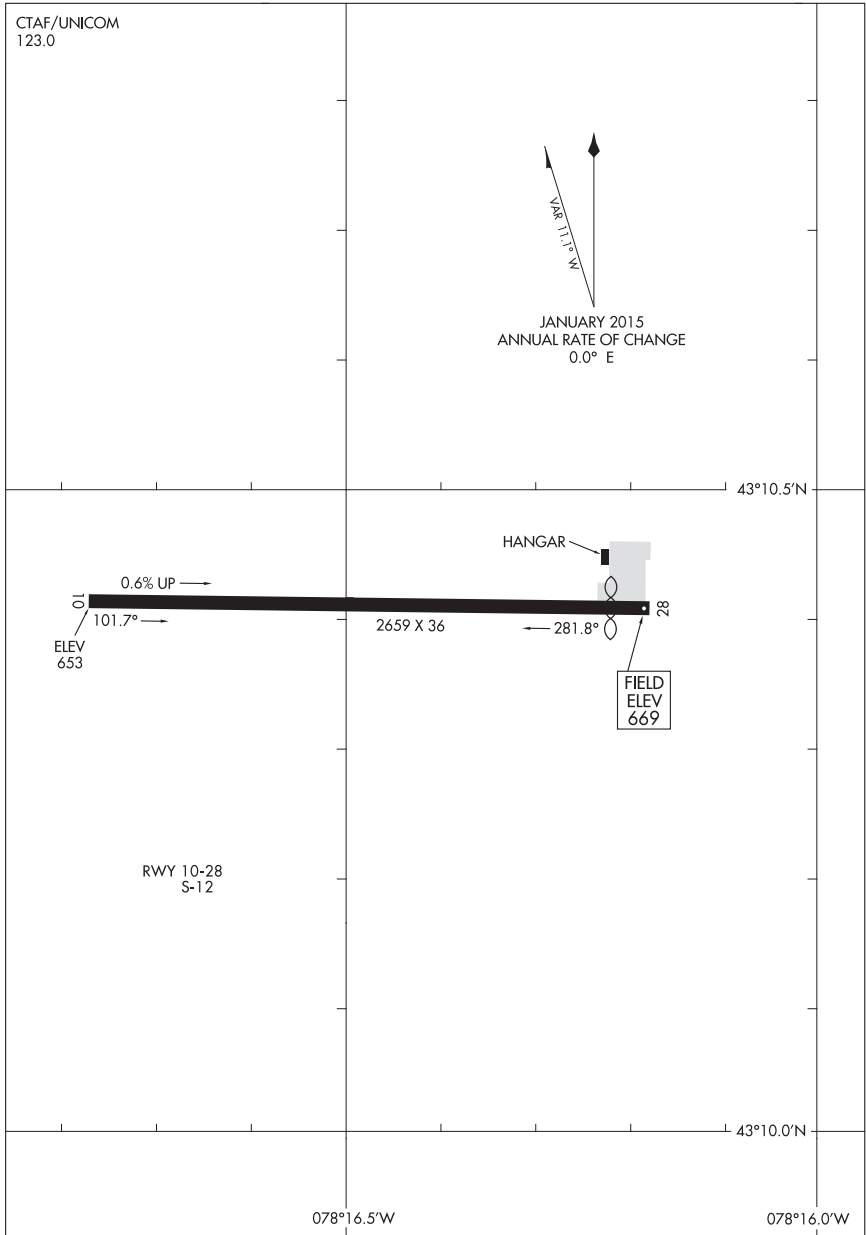 CTAF/UNICOM
123.0
VAR 11.1° W
JANUARY 2015
ANNUAL RATE OF CHANGE
0.0° E
43°10.5'N
HANGAR
0.6% UP
10
28
101.7°
2659 X 36
281.8°
ELEV
653
FIELD
ELEV
669
RWY 10-28
S-12
43°10.0'N
078°16.5'W
078°16.0'W